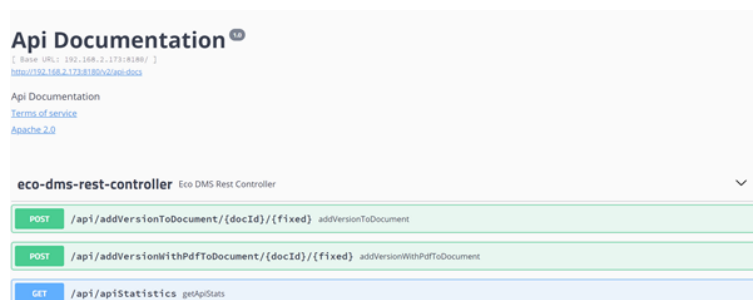 Api Documentation 1.0
[ Base URL: 192.168.2.173:8180/ ]
http://192.168.2.173:8180/v2/api-docs
Api Documentation
Terms of service
Apache 2.0
eco-dms-rest-controller Eco DMS Rest Controller
POST /api/addVersionToDocument/{docId}/{fixed} addVersionToDocument
POST /api/addVersionWithPdfToDocument/{docId}/{fixed} addVersionWithPdfToDocument
GET /api/apiStatistics getApiStats